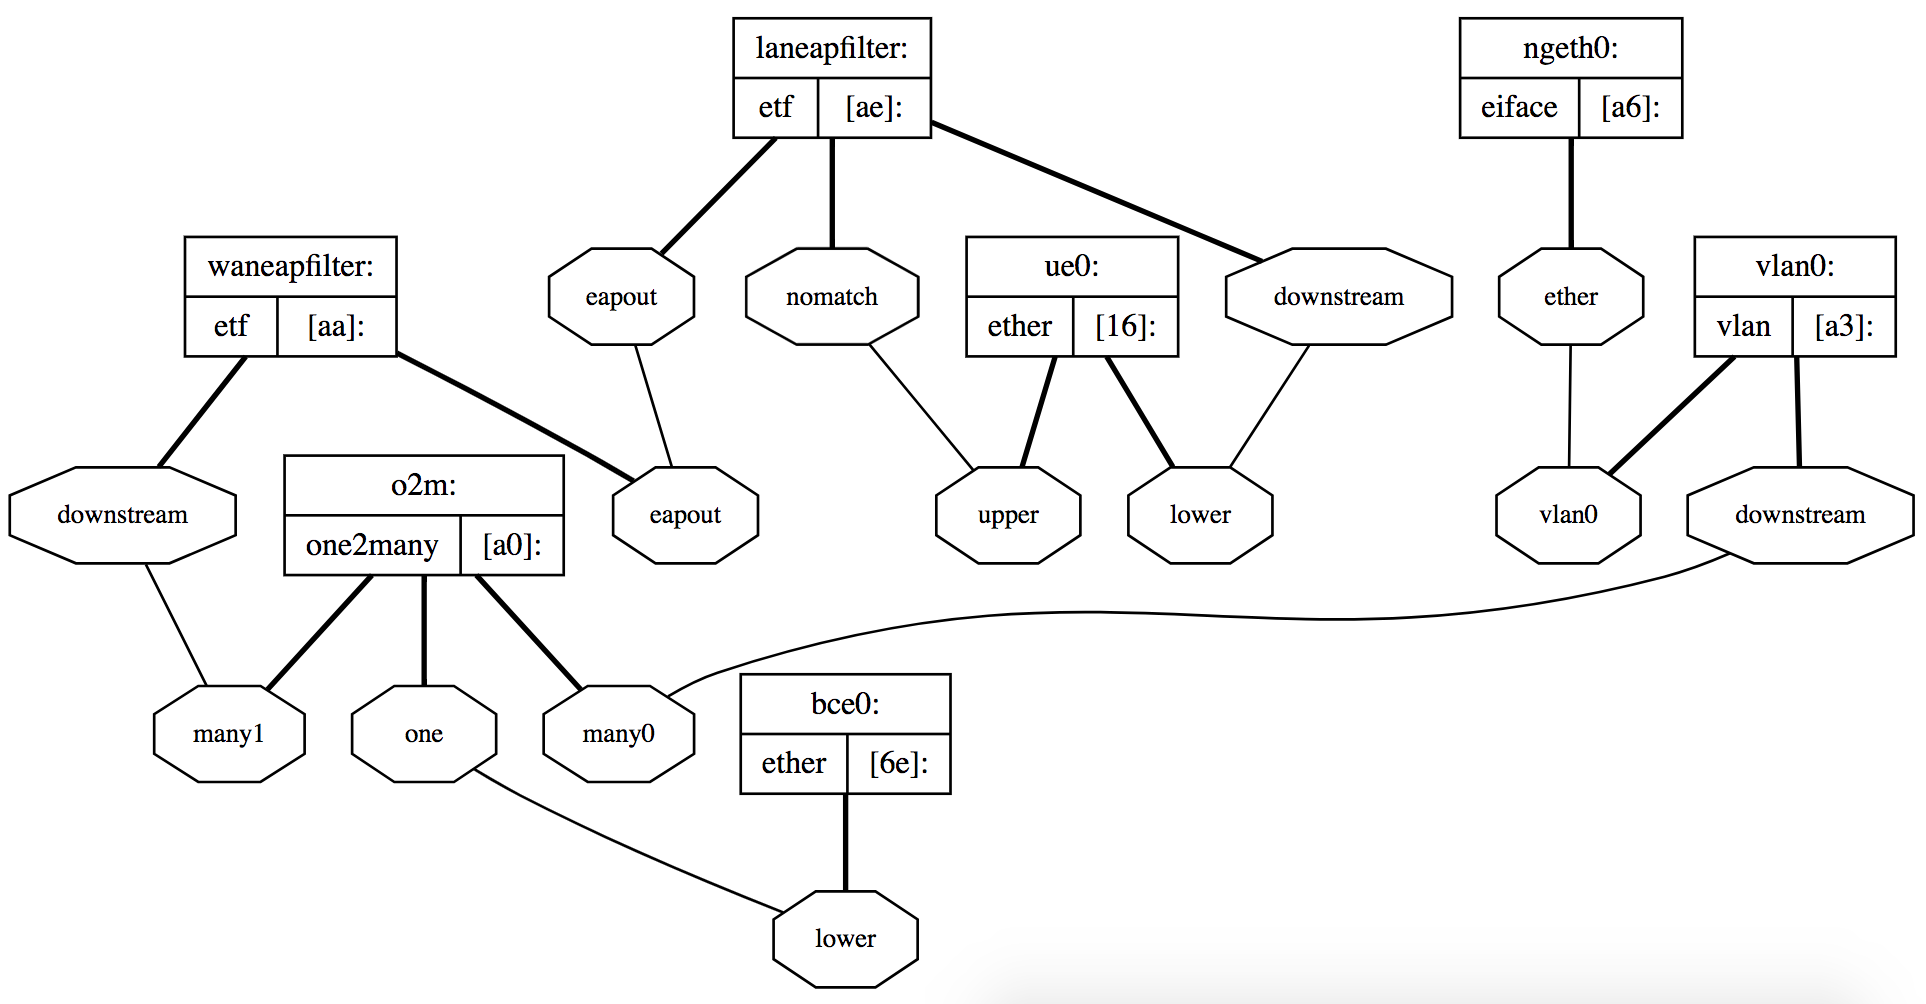 laneapfilter:
etf [ae]:
ngeth0:
eiface [a6]:
waneapfilter:
etf [aa]:
eapout
nomatch
ue0:
ether [16]:
downstream
ether
vlan0:
vlan [a3]:
downstream
o2m:
one2many [a0]:
eapout
upper
lower
vlan0
downstream
many1
one
many0
bce0:
ether [6e]:
lower